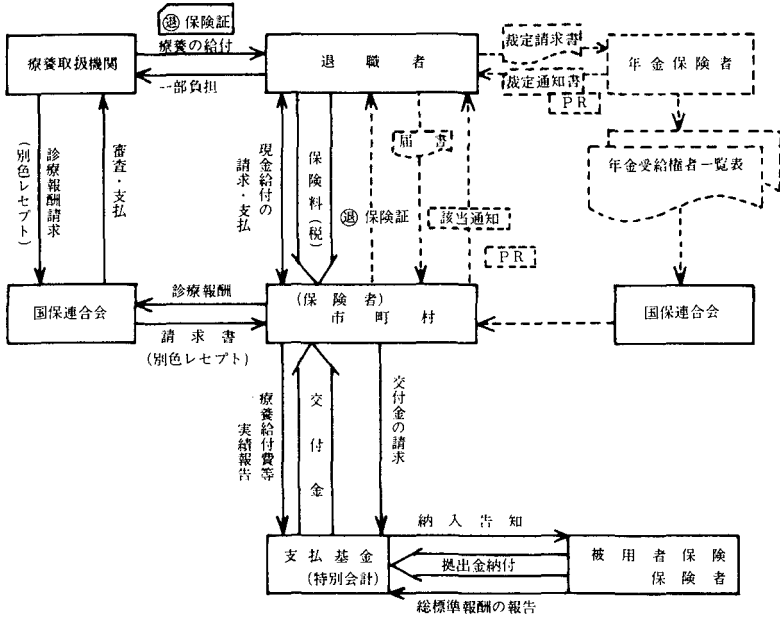 ㊡ 保険証
療養取扱機関
療養の給付
一部負担
退職者
裁定請求書
裁定通知書
PR
年金保険者
(別色レセプト)
診療報酬請求
審査・支払
現金給付の
請求・支払
保険料(税)
届書
退 保険証
該当通知
PR
年金受給権者一覧表
国保連合会
診療報酬
請求書
(別色レセプト)
(保険者)
市町村
国保連合会
療養給付費等
実績報告
交付金
交付金の請求
支払基金
(特別会計)
納入告知
拠出金納付
総標準報酬の報告
被用者保険
保険者